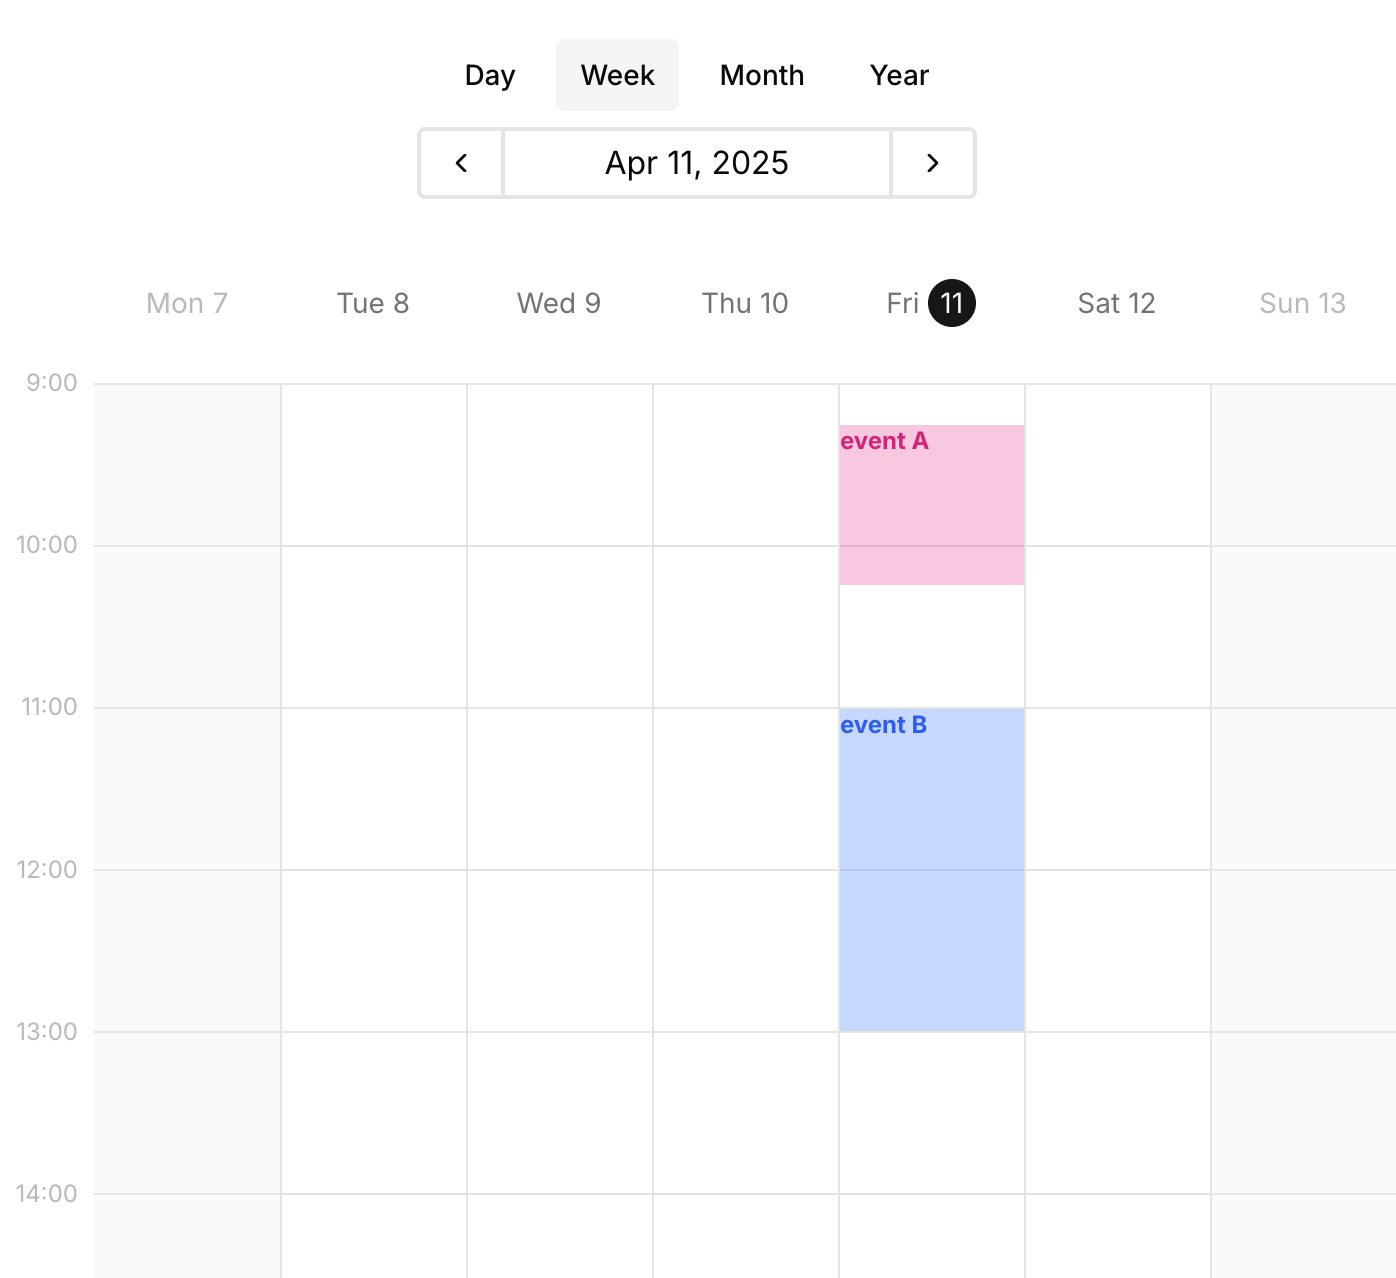 Day Week Month Year
Apr 11, 2025
Mon 7 Tue 8 Wed 9 Thu 10 Fri 11 Sat 12 Sun 13
9:00
event A
10:00
11:00
event B
12:00
13:00
14:00